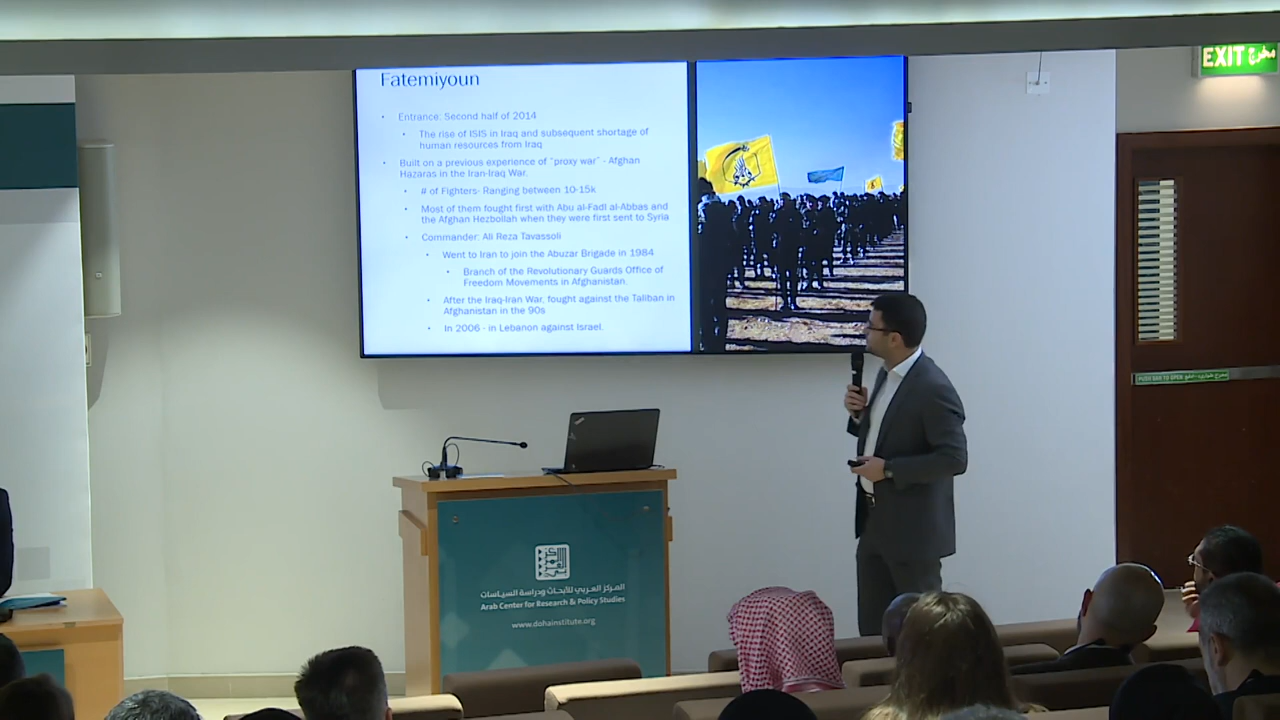 Fatemiyoun
• Entrance: Second half of 2014
• The rise of ISIS in Iraq and subsequent shortage of
human resources from Iraq
• Built on a previous experience of "proxy war" - Afghan
Hazaras in the Iran-Iraq War.
• # of Fighters- Ranging between 10-15k
• Most of them fought first with Abu al-Fadl al-Abbas and
the Afghan Hezbollah when they were first sent to Syria
• Commander: Ali Reza Tavassoli
• Went to Iran to join the Abuzar Brigade in 1984
• Branch of the Revolutionary Guards Office of
Freedom Movements in Afghanistan.
• After the Iraq-Iran War, fought against the Taliban in
Afghanistan in the 90s
• In 2006 - in Lebanon against Israel.
EXIT مخرج
PUSH BAR TO OPEN
المركز العربي للأبحاث ودراسة السياسات
Arab Center for Research & Policy Studies
www.dohainstitute.org